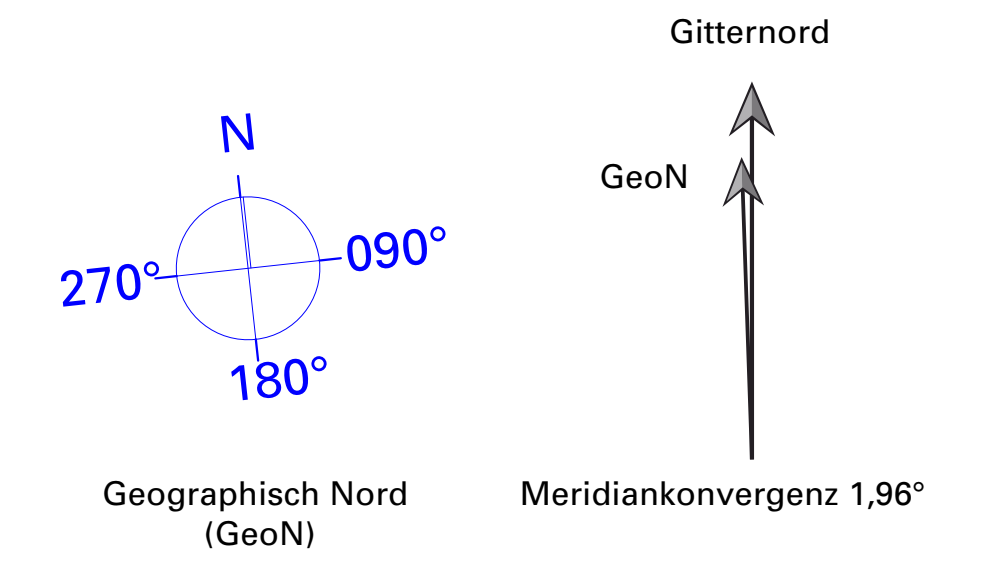 N
270°
090°
180°
Geographisch Nord
(GeoN)
Gitternord
GeoN
Meridiankonvergenz 1,96°